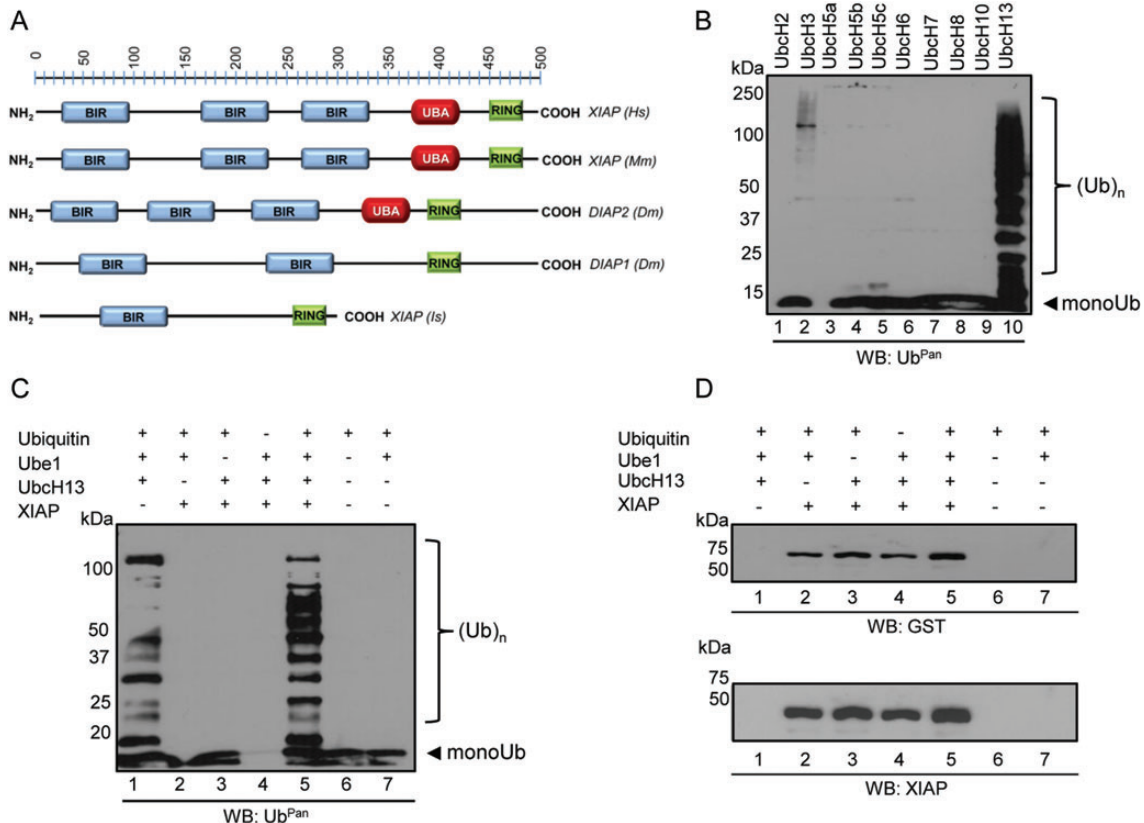 A
0 50 100 150 200 250 300 350 400 450 500
NH2 BIR BIR BIR UBA RING COOH XIAP (Hs)
NH2 BIR BIR BIR UBA RING COOH XIAP (Mm)
NH2 BIR BIR BIR UBA RING COOH DIAP2 (Dm)
NH2 BIR BIR RING COOH DIAP1 (Dm)
NH2 BIR RING COOH XIAP (Is)
B
UbcH2 UbcH3 UbcH5a UbcH5b UbcH5c UbcH6 UbcH7 UbcH8 UbcH10 UbcH13
kDa
250
100
50
37
25
15
(Ub)n
◄ monoUb
1 2 3 4 5 6 7 8 9 10
WB: UbPan
C
Ubiquitin + + + - + + +
Ube1 + + - + + - +
UbcH13 + - + + + - -
XIAP - + + + + - -
kDa
100
50
37
25
20
(Ub)n
◄ monoUb
1 2 3 4 5 6 7
WB: UbPan
D
Ubiquitin + + + - + + +
Ube1 + + - + + - +
UbcH13 + - + + + - -
XIAP - + + + + - -
kDa
75
50
1 2 3 4 5 6 7
WB: GST
kDa
75
50
1 2 3 4 5 6 7
WB: XIAP